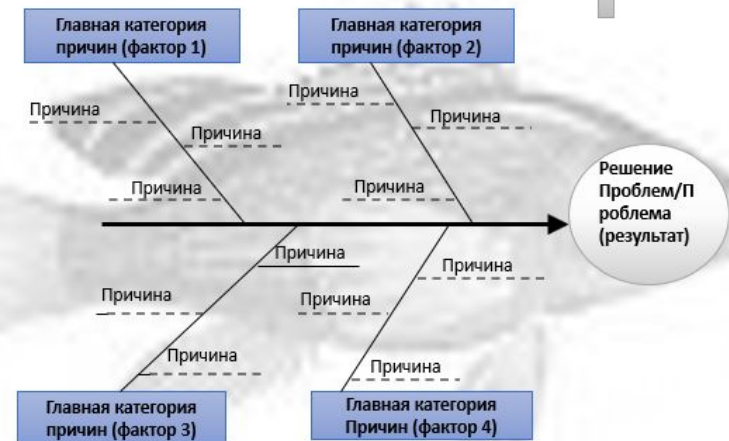 Главная категория
причин (фактор 1)
Главная категория
причин (фактор 2)
Причина
Причина
Причина
Причина
Причина
Причина
Решение
Проблем/П
роблема
(результат)
Причина
Причина
Причина
Причина
Причина
Причина
Главная категория
причин (фактор 3)
Главная категория
Причин (фактор 4)